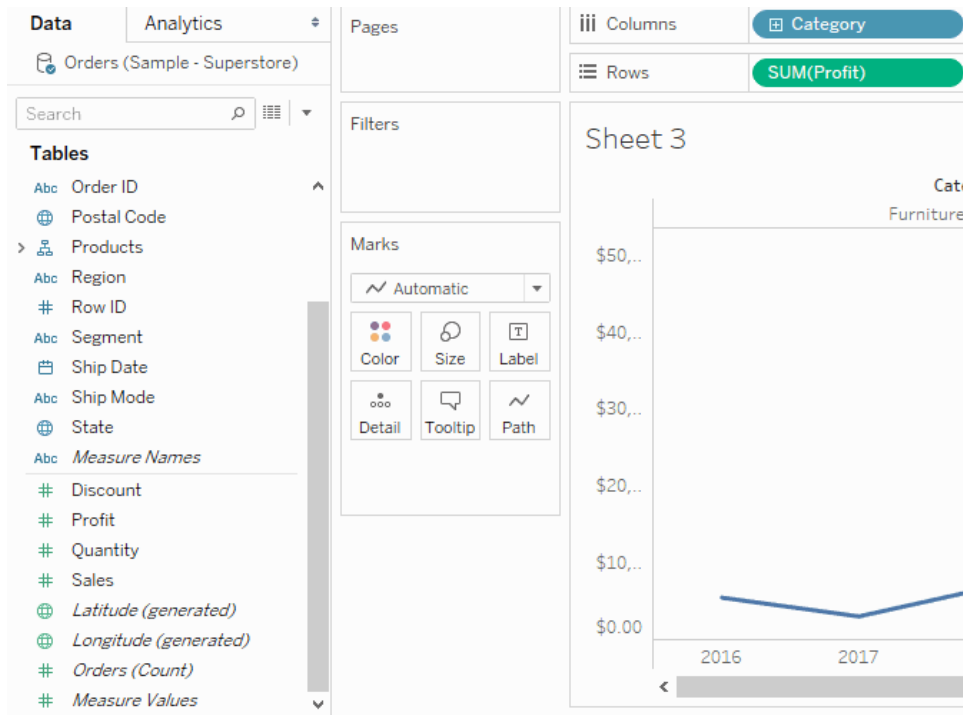 Data
Analytics
Orders (Sample - Superstore)
Search
Tables
Abc Order ID
Postal Code
Products
Abc Region
# Row ID
Abc Segment
Ship Date
Abc Ship Mode
State
Abc Measure Names
# Discount
# Profit
# Quantity
# Sales
Latitude (generated)
Longitude (generated)
# Orders (Count)
# Measure Values
Pages
Filters
Marks
Automatic
Color Size T Label
Detail Tooltip Path
Columns Category
Rows SUM(Profit)
Sheet 3
Cate
Furniture
$50,..
$40,..
$30,..
$20,..
$10,..
$0.00
2016 2017